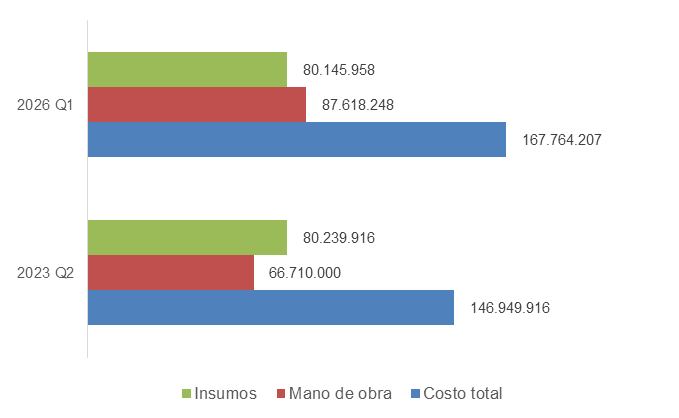 80.145.958
2026 Q1
87.618.248
167.764.207
80.239.916
2023 Q2
66.710.000
146.949.916
Insumos
Mano de obra
Costo total